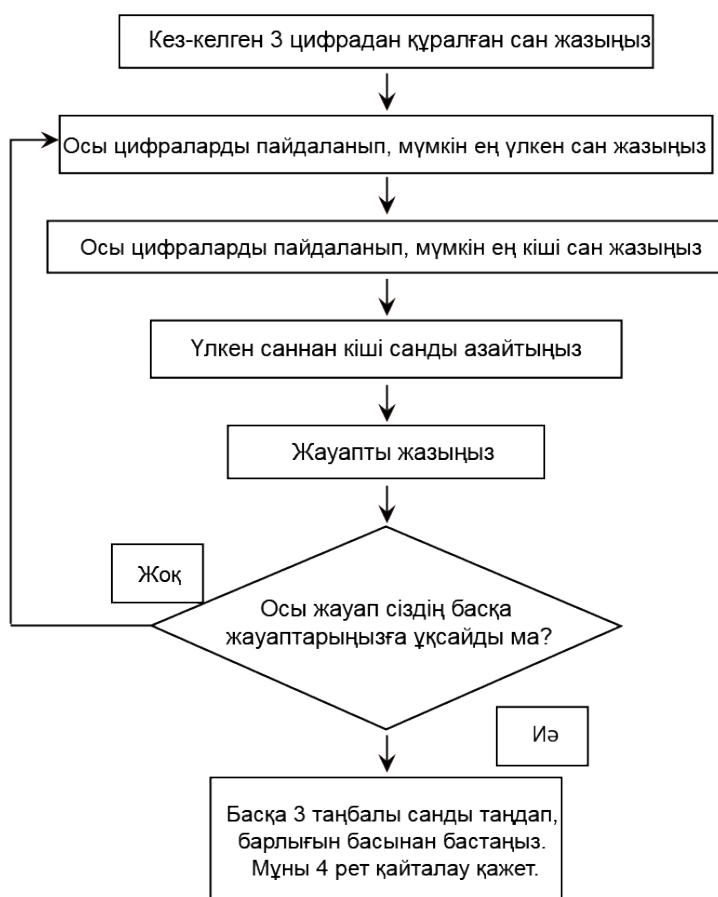 Кез-келген 3 цифрадан құралған сан жазыңыз
Осы цифраларды пайдаланып, мүмкін ең үлкен сан жазыңыз
Осы цифраларды пайдаланып, мүмкін ең кіші сан жазыңыз
Үлкен саннан кіші санды азайтыңыз
Жауапты жазыңыз
Жоқ
Осы жауап сіздің басқа
жауаптарыңызға ұқсайды ма?
Иә
Басқа 3 таңбалы санды таңдап,
барлығын басынан бастаңыз.
Мұны 4 рет қайталау қажет.